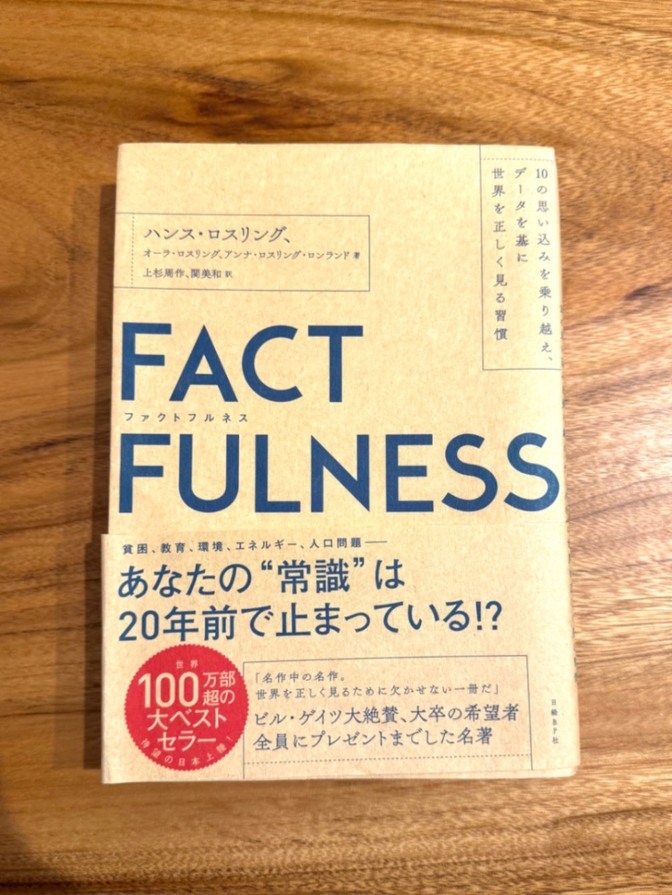 10の思い込みを乗り越え、
データを基に
世界を正しく見る習慣
ハンス・ロスリング、
オーラ・ロスリング、アンナ・ロスリング・ロンランド 著
上杉周作、関美和 訳
FACT
ファクトフルネス
FULNESS
貧困、教育、環境、エネルギー、人口問題――
あなたの“常識”は
20年前で止まっている!?
世界
100万部
超の
大ベスト
セラー
待望の日本上陸!
「名作中の名作。
世界を正しく見るために欠かせない一冊だ」
ビル・ゲイツ大絶賛、大卒の希望者
全員にプレゼントまでした名著
日経BP社